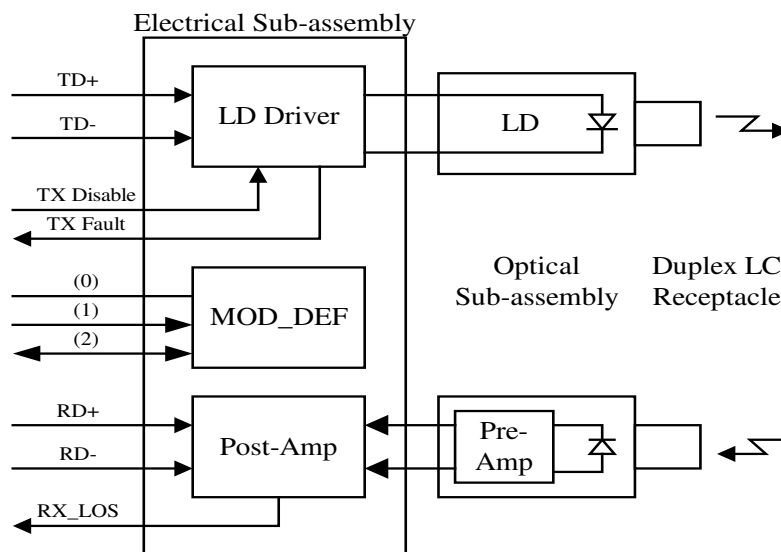 Electrical Sub-assembly
TD+
TD-
LD Driver
LD
TX Disable
TX Fault
(0)
(1)
(2)
MOD_DEF
Optical
Sub-assembly
Duplex LC
Receptacle
RD+
RD-
Post-Amp
Pre-
Amp
RX_LOS